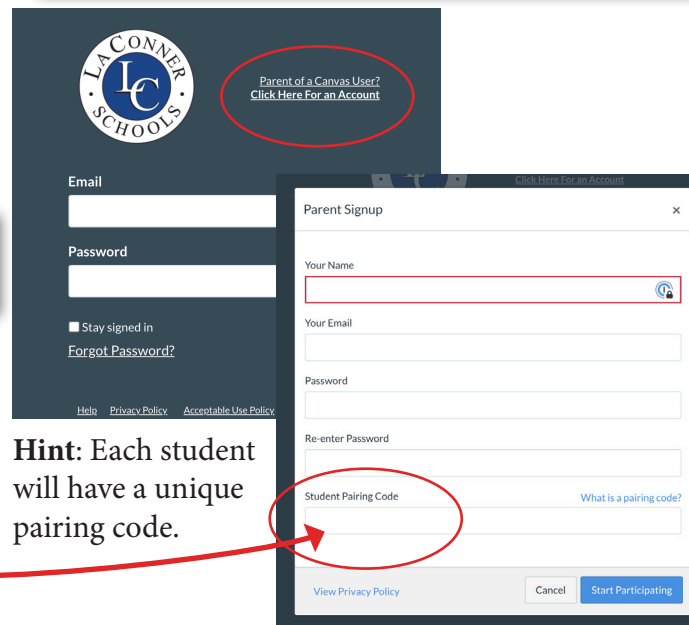 LACONNER
LC
SCHOOLS
Parent of a Canvas User?
Click Here For an Account
Email
Password
Stay signed in
Forgot Password?
Help Privacy Policy Acceptable Use Policy
Hint: Each student
will have a unique
pairing code.
Click Here For an Account
Parent Signup ×
Your Name
Your Email
Password
Re-enter Password
Student Pairing Code What is a pairing code?
View Privacy Policy Cancel Start Participating